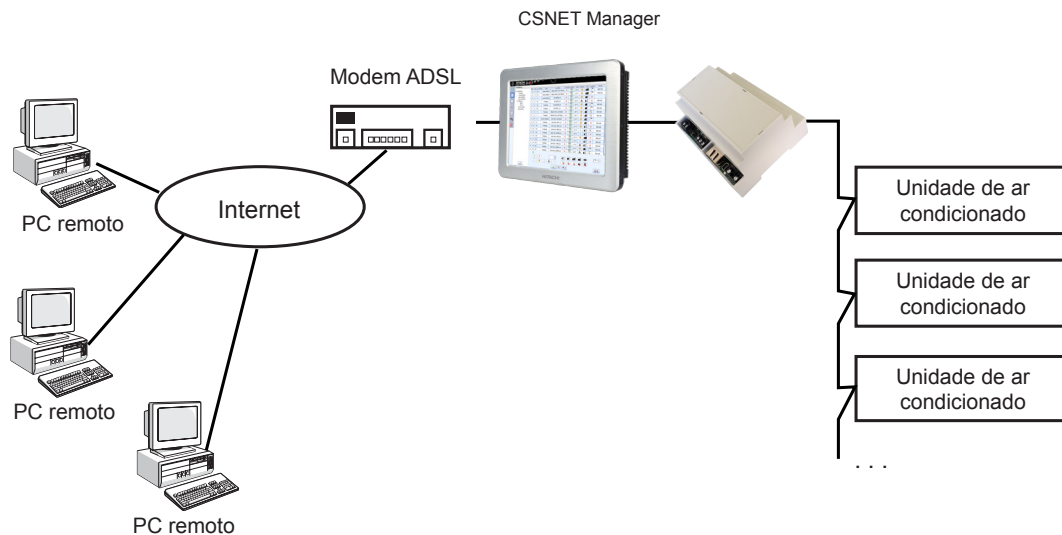 CSNET Manager
Modem ADSL
PC remoto
Internet
Unidade de ar
condicionado
PC remoto
Unidade de ar
condicionado
PC remoto
Unidade de ar
condicionado
. . .
HITACHI